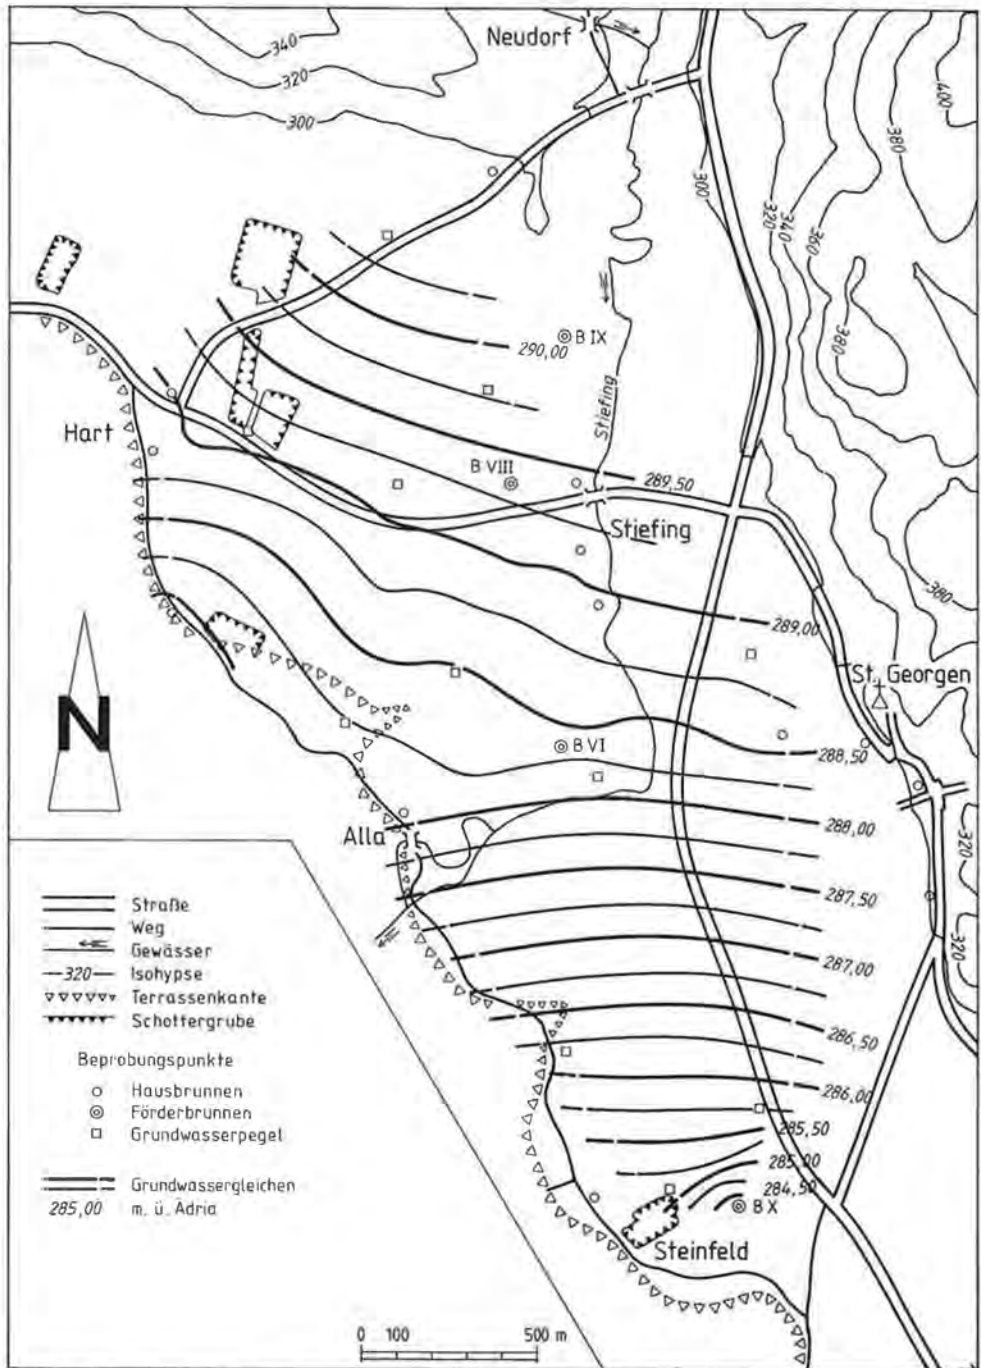 Neudorf
340
320
300
400
380
300
320
340
360
380
290,00
B IX
Stiefing
Hart
B VIII
289,50
Stiefing
380
289,00
St. Georgen
N
288,50
B VI
288,00
Alla
320
287,50
287,00
320
286,50
286,00
285,50
285,00
284,50
B X
Steinfeld
Straße
Weg
Gewässer
320 Isohypse
Terrassenkante
Schottergrube
Beprobungspunkte
Hausbrunnen
Förderbrunnen
Grundwasserpegel
Grundwassergleichen
285,00 m. ü. Adria
0 100 500 m